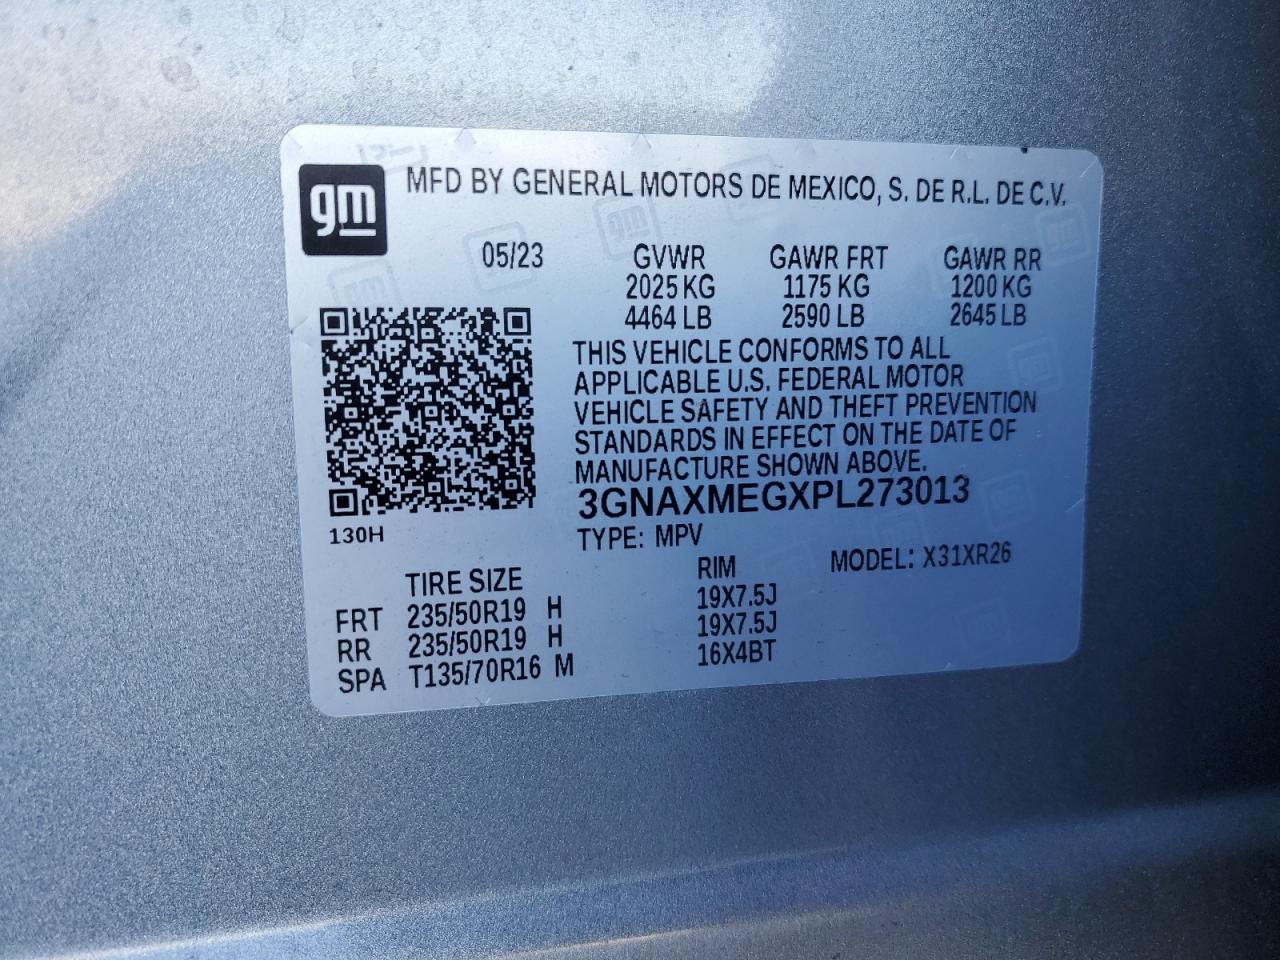 gm
MFD BY GENERAL MOTORS DE MEXICO, S. DE R.L. DE C.V.
05/23 GVWR GAWR FRT GAWR RR
2025 KG 1175 KG 1200 KG
4464 LB 2590 LB 2645 LB
THIS VEHICLE CONFORMS TO ALL
APPLICABLE U.S. FEDERAL MOTOR
VEHICLE SAFETY AND THEFT PREVENTION
STANDARDS IN EFFECT ON THE DATE OF
MANUFACTURE SHOWN ABOVE.
3GNAXMEGXPL273013
130H
TYPE: MPV MODEL: X31XR26
TIRE SIZE RIM
FRT 235/50R19 H 19X7.5J
RR 235/50R19 H 19X7.5J
SPA T135/70R16 M 16X4BT